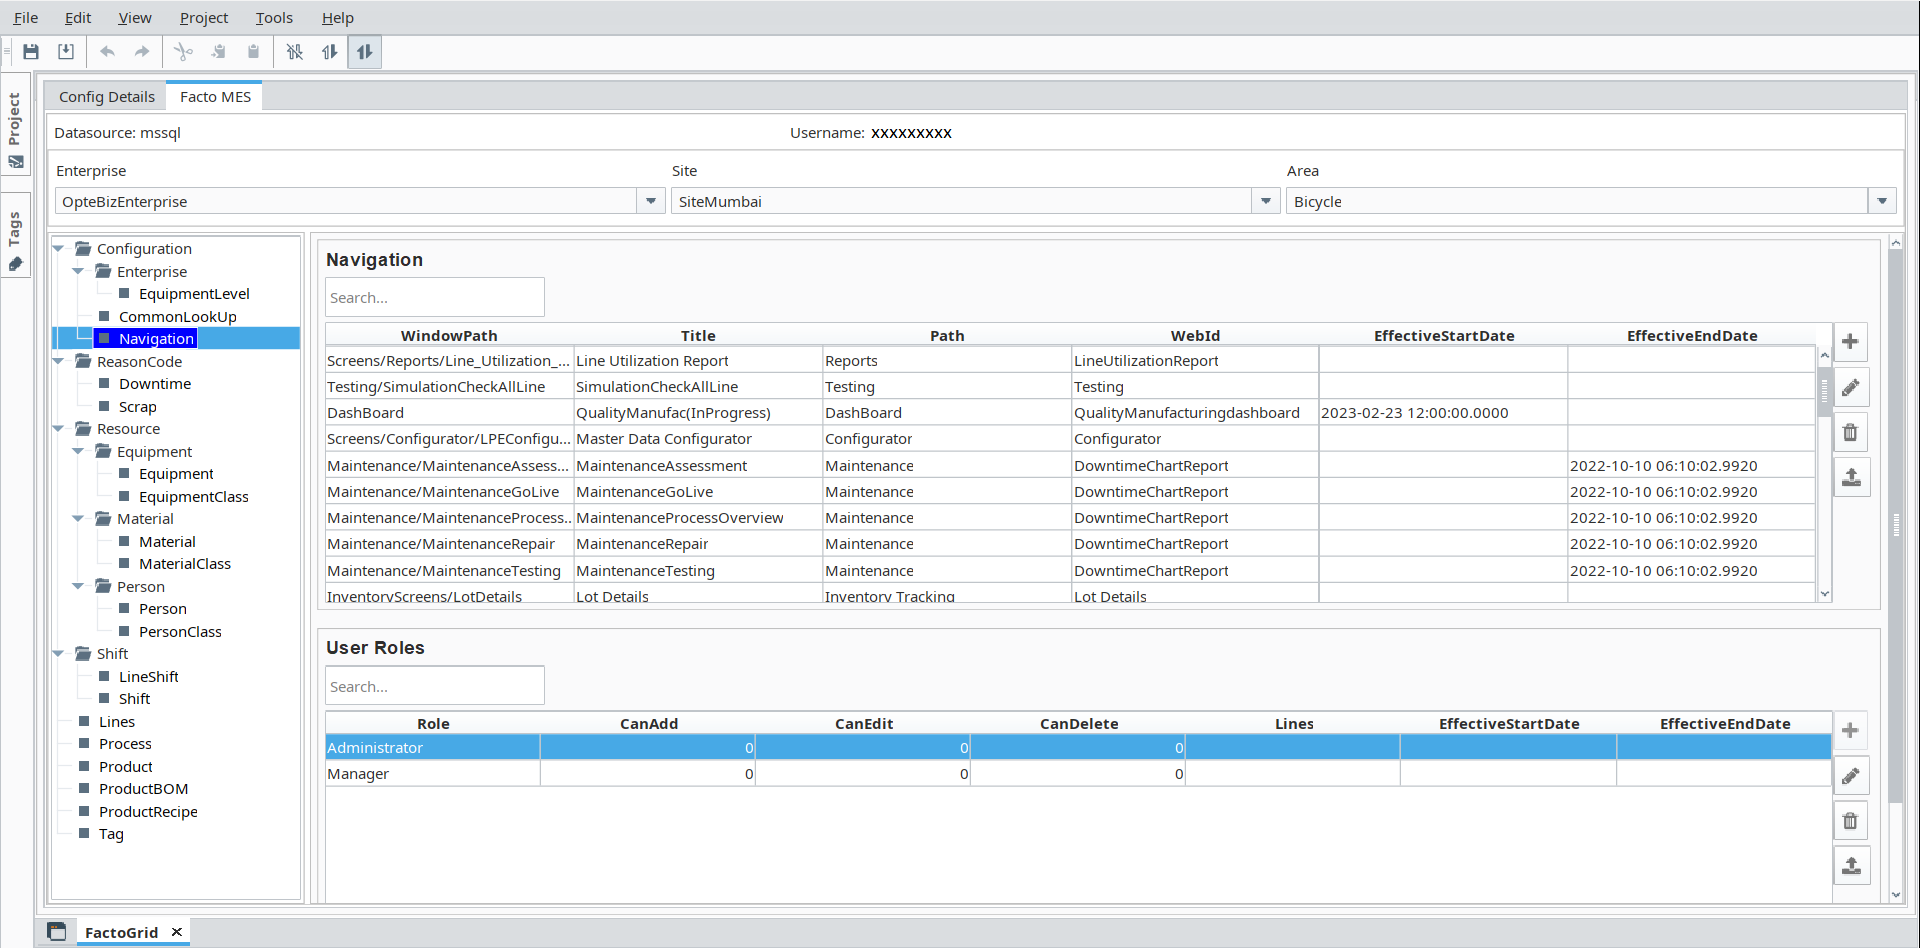 File Edit View Project Tools Help
Project
Tags
Config Details Facto MES
Datasource: mssql Username: xxxxxxxxx
Enterprise Site Area
OpteBizEnterprise SiteMumbai Bicycle
Configuration
Enterprise
EquipmentLevel
CommonLookUp
Navigation
ReasonCode
Downtime
Scrap
Resource
Equipment
Equipment
EquipmentClass
Material
Material
MaterialClass
Person
Person
PersonClass
Shift
LineShift
Shift
Lines
Process
Product
ProductBOM
ProductRecipe
Tag
Navigation
Search...
WindowPath Title Path WebId EffectiveStartDate EffectiveEndDate
Screens/Reports/Line_Utilization_... Line Utilization Report Reports LineUtilizationReport
Testing/SimulationCheckAllLine SimulationCheckAllLine Testing Testing
DashBoard QualityManufac(InProgress) DashBoard QualityManufacturingdashboard 2023-02-23 12:00:00.0000
Screens/Configurator/LPEConfigu... Master Data Configurator Configurator Configurator
Maintenance/MaintenanceAssess... MaintenanceAssessment Maintenance DowntimeChartReport 2022-10-10 06:10:02.9920
Maintenance/MaintenanceGoLive MaintenanceGoLive Maintenance DowntimeChartReport 2022-10-10 06:10:02.9920
Maintenance/MaintenanceProcess... MaintenanceProcessOverview Maintenance DowntimeChartReport 2022-10-10 06:10:02.9920
Maintenance/MaintenanceRepair MaintenanceRepair Maintenance DowntimeChartReport 2022-10-10 06:10:02.9920
Maintenance/MaintenanceTesting MaintenanceTesting Maintenance DowntimeChartReport 2022-10-10 06:10:02.9920
InventoryScreens/LotDetails Lot Details Inventory Tracking Lot Details
User Roles
Search...
Role CanAdd CanEdit CanDelete Lines EffectiveStartDate EffectiveEndDate
Administrator 0 0 0
Manager 0 0 0
FactoGrid